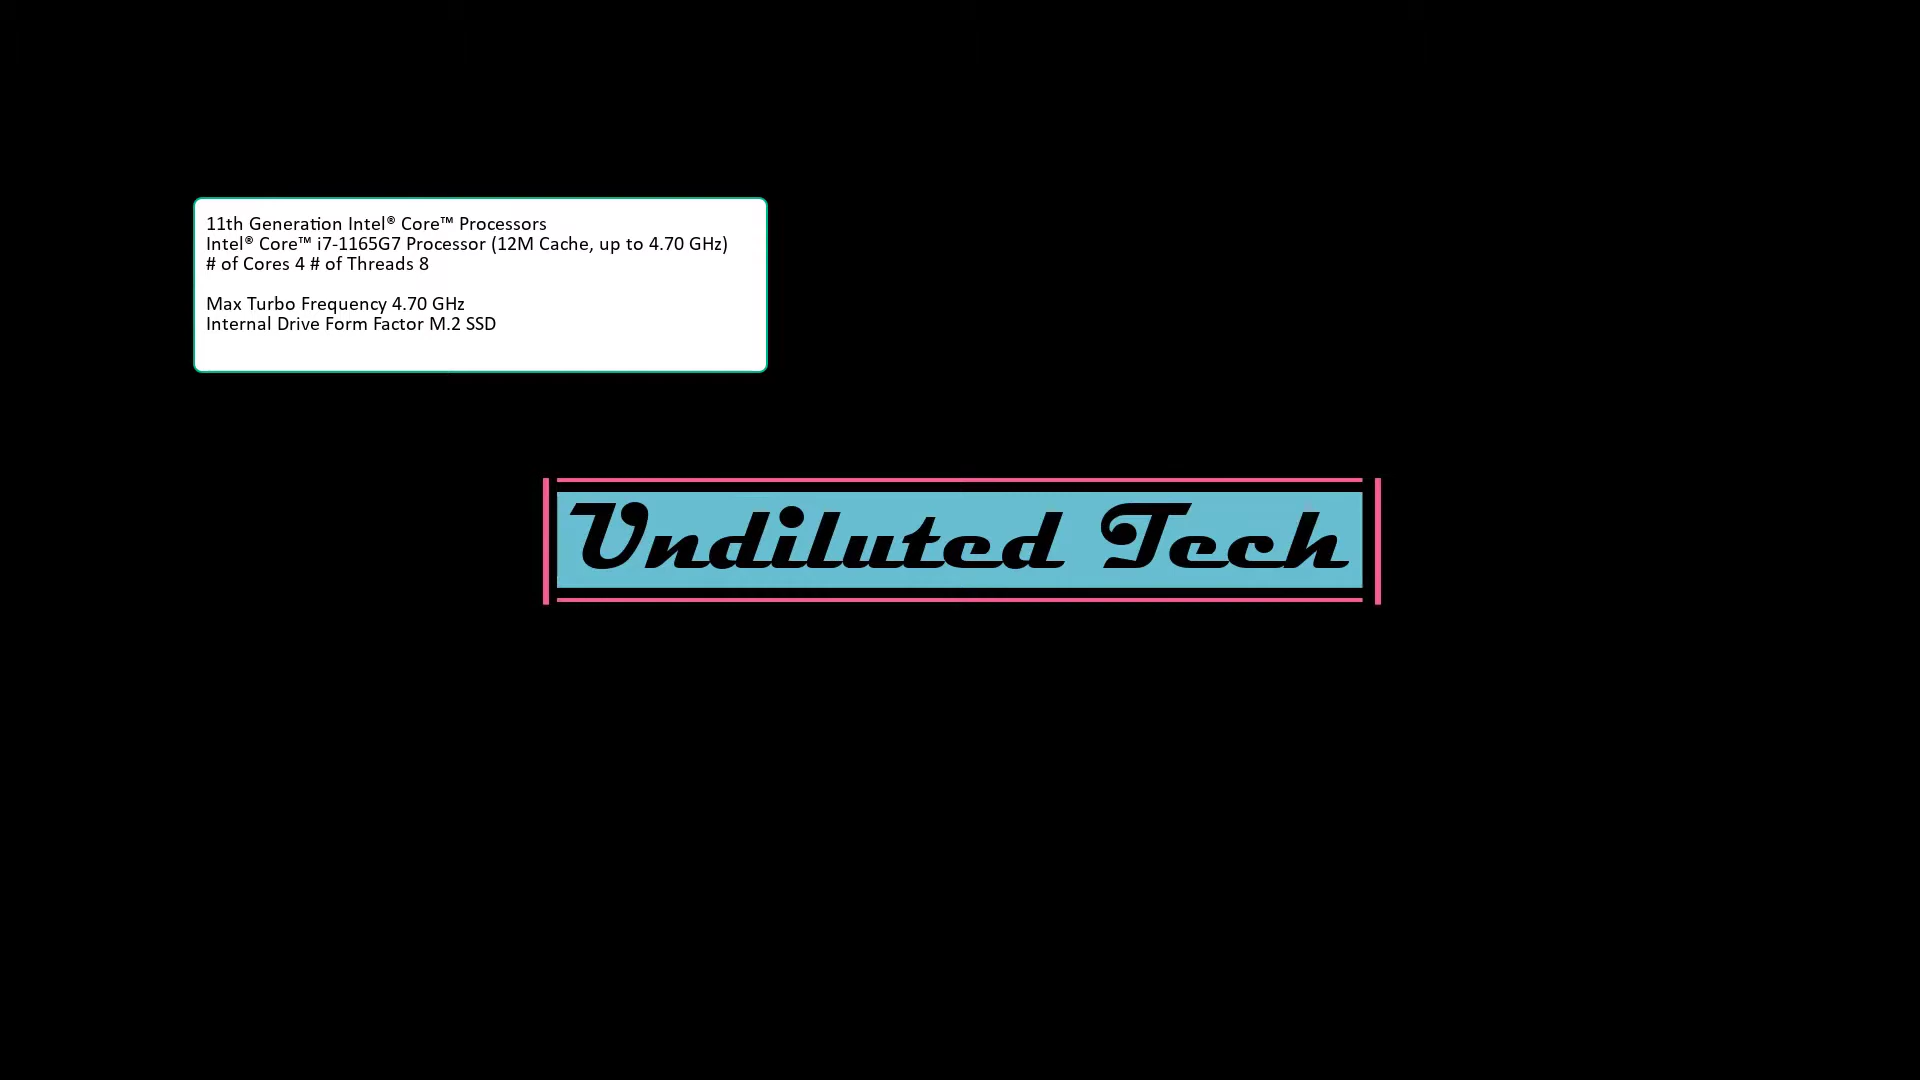 11th Generation Intel® Core™ Processors
Intel® Core™ i7-1165G7 Processor (12M Cache, up to 4.70 GHz)
# of Cores 4 # of Threads 8
Max Turbo Frequency 4.70 GHz
Internal Drive Form Factor M.2 SSD
Undiluted Tech